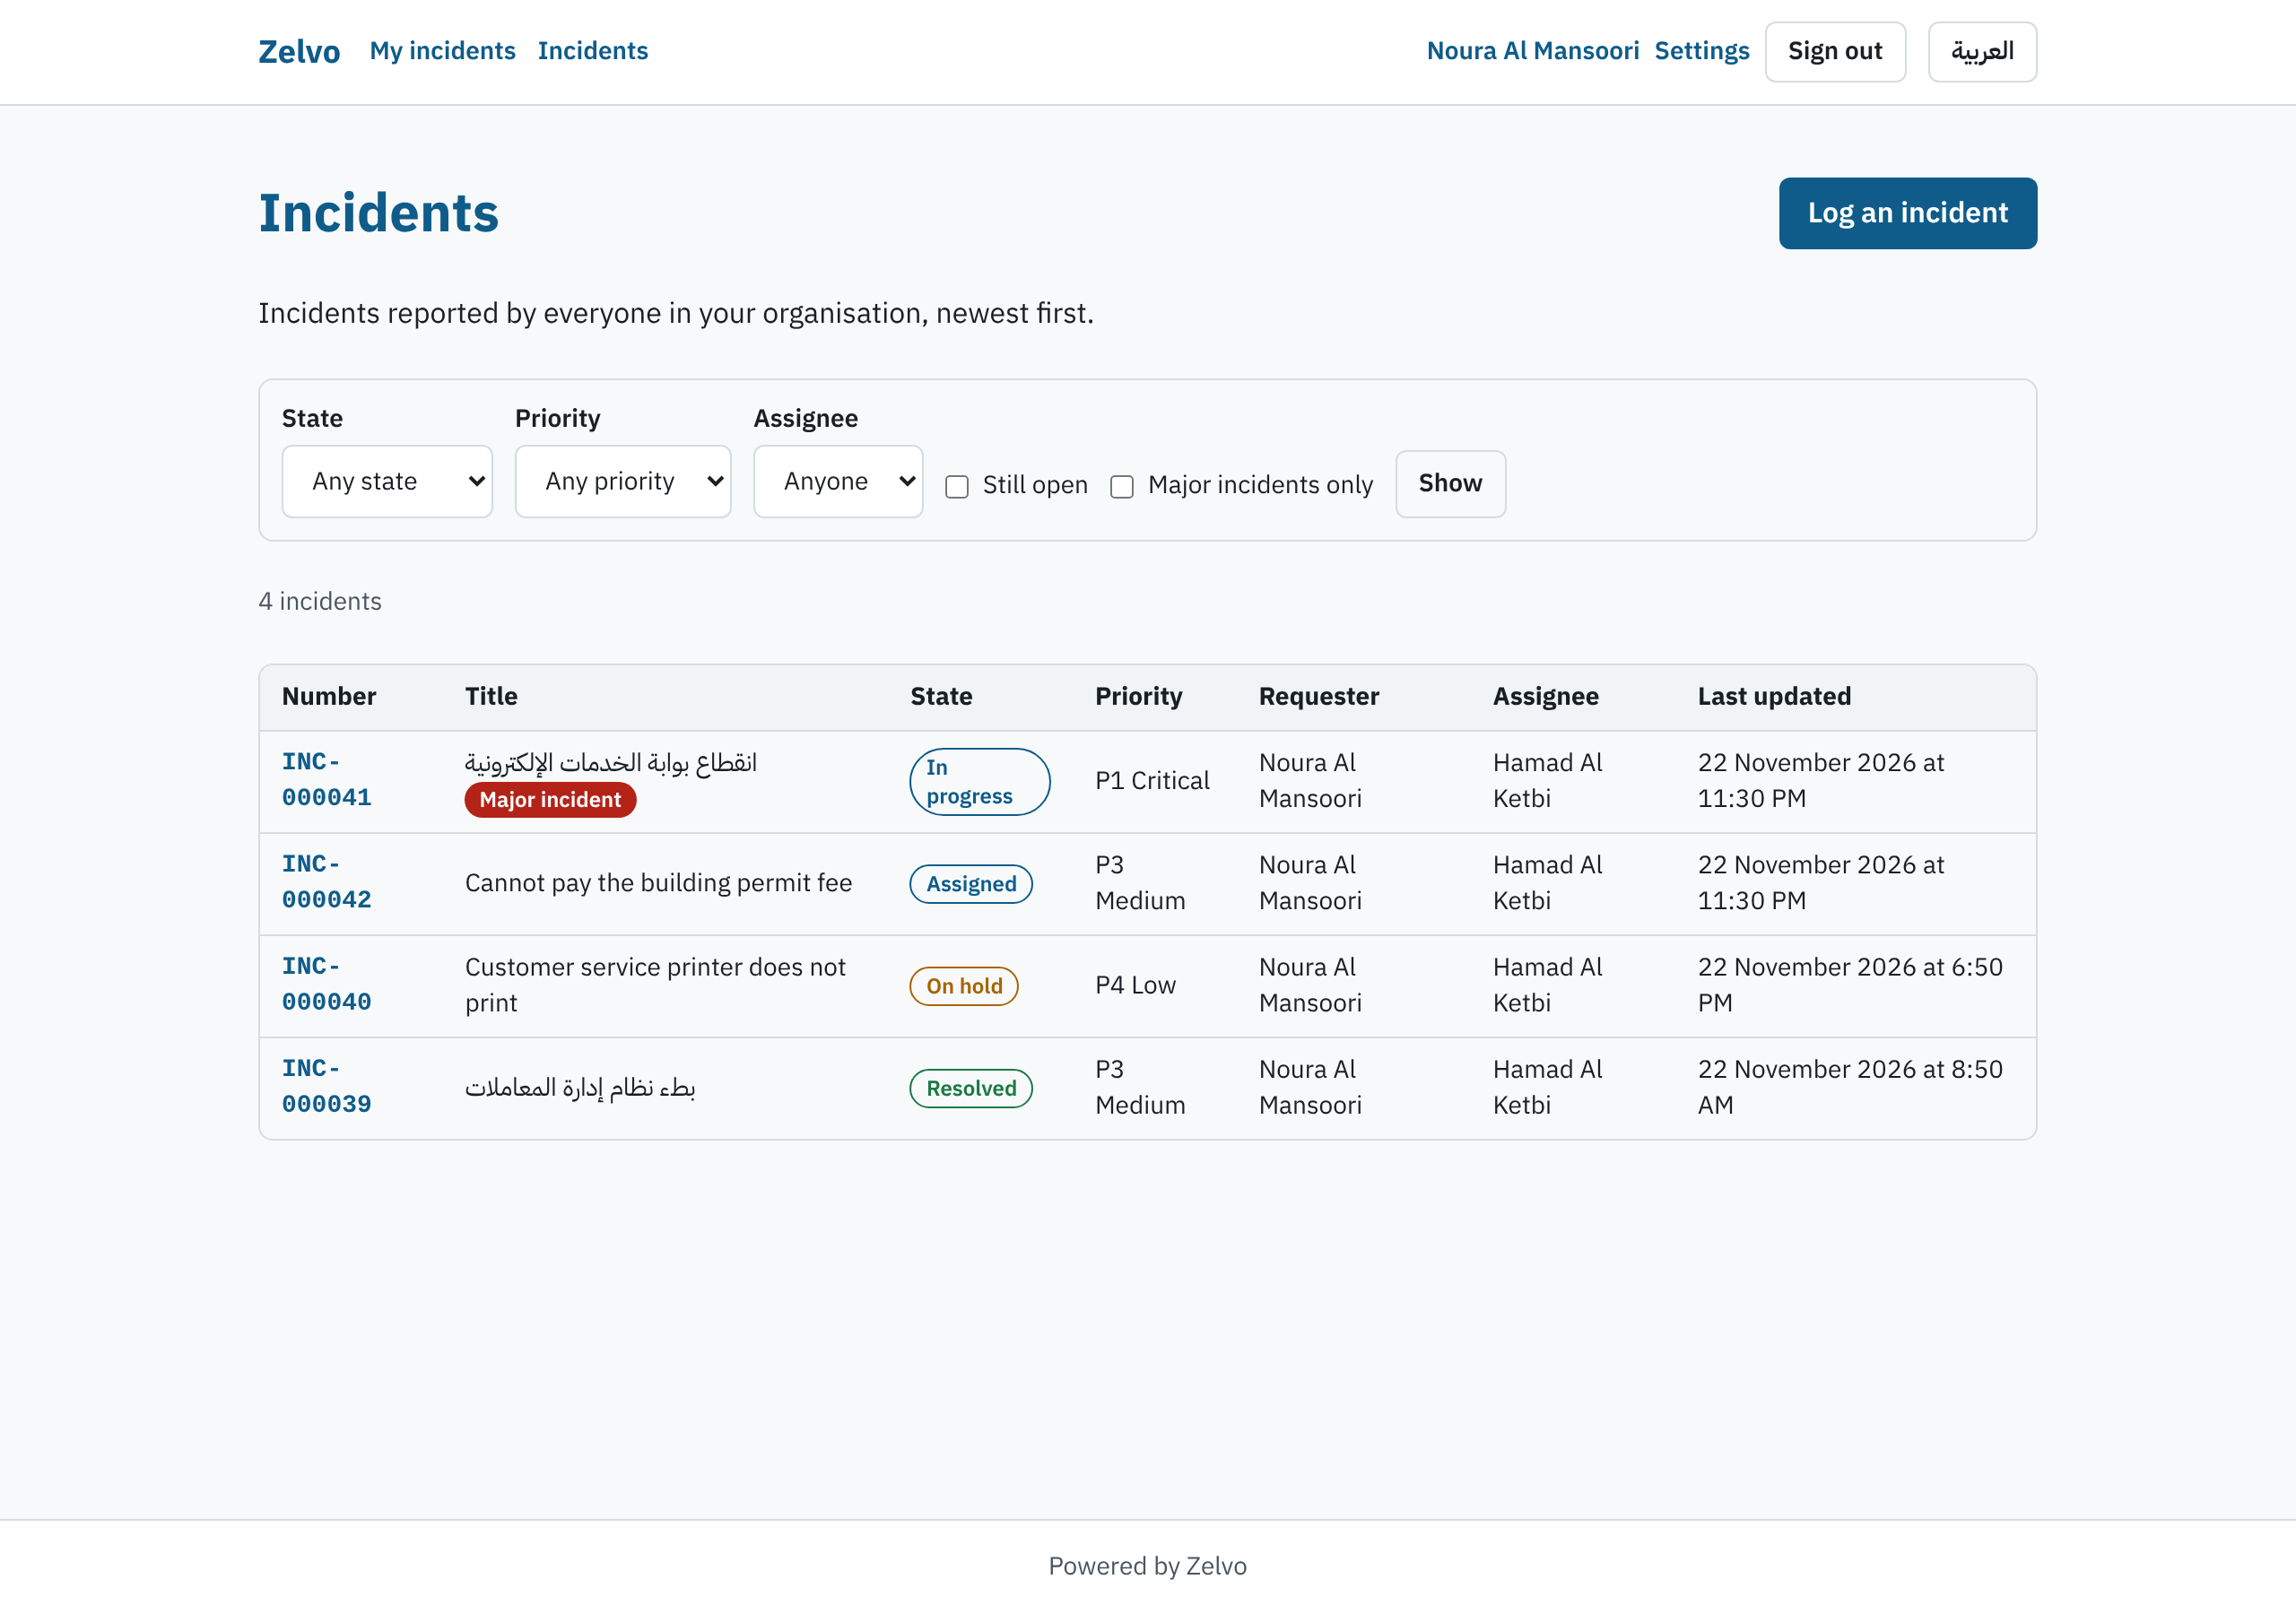 Zelvo My incidents Incidents Noura Al Mansoori Settings Sign out العربية
Incidents Log an incident
Incidents reported by everyone in your organisation, newest first.
State Priority Assignee
Any state Any priority Anyone Still open Major incidents only Show
4 incidents
Number Title State Priority Requester Assignee Last updated
INC-000041 انقطاع بوابة الخدمات الإلكترونية Major incident In progress P1 Critical Noura Al Mansoori Hamad Al Ketbi 22 November 2026 at 11:30 PM
INC-000042 Cannot pay the building permit fee Assigned P3 Medium Noura Al Mansoori Hamad Al Ketbi 22 November 2026 at 11:30 PM
INC-000040 Customer service printer does not print On hold P4 Low Noura Al Mansoori Hamad Al Ketbi 22 November 2026 at 6:50 PM
INC-000039 بطء نظام إدارة المعاملات Resolved P3 Medium Noura Al Mansoori Hamad Al Ketbi 22 November 2026 at 8:50 AM
Powered by Zelvo